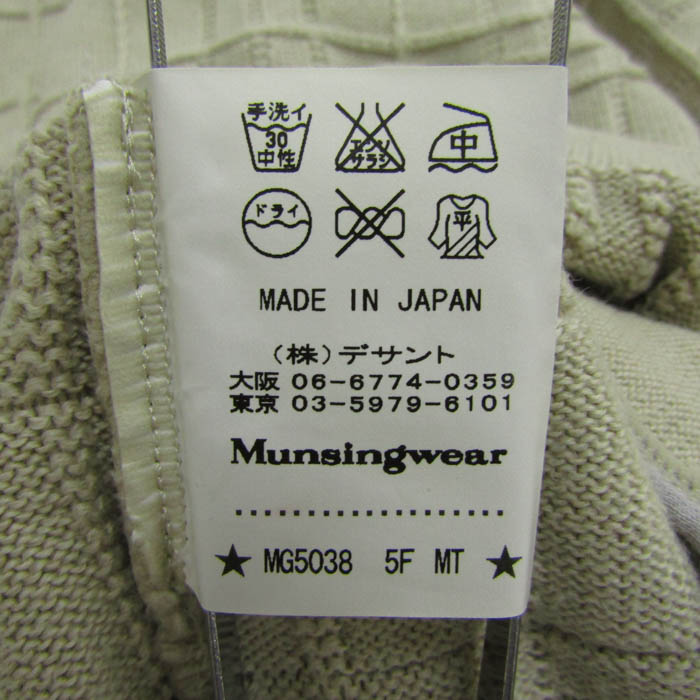 手洗イ
30
中性
エンソ
サラシ
中
ドライ
平
MADE IN JAPAN
(株)デサント
大阪 06-6774-0359
東京 03-5979-6101
Munsingwear
★ MG5038 5F MT ★